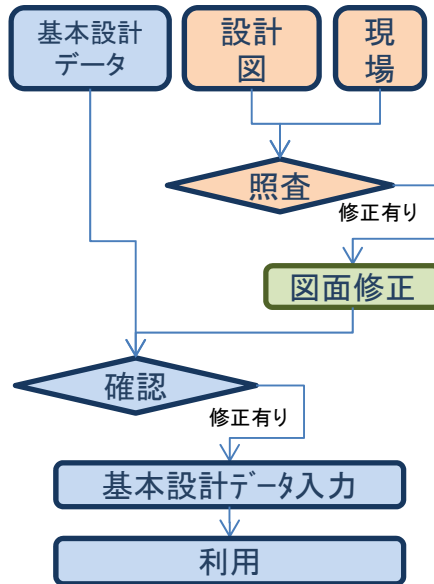 基本設計
データ
設計
図
現
場
照査
修正有り
図面修正
確認
修正有り
基本設計データ入力
利用